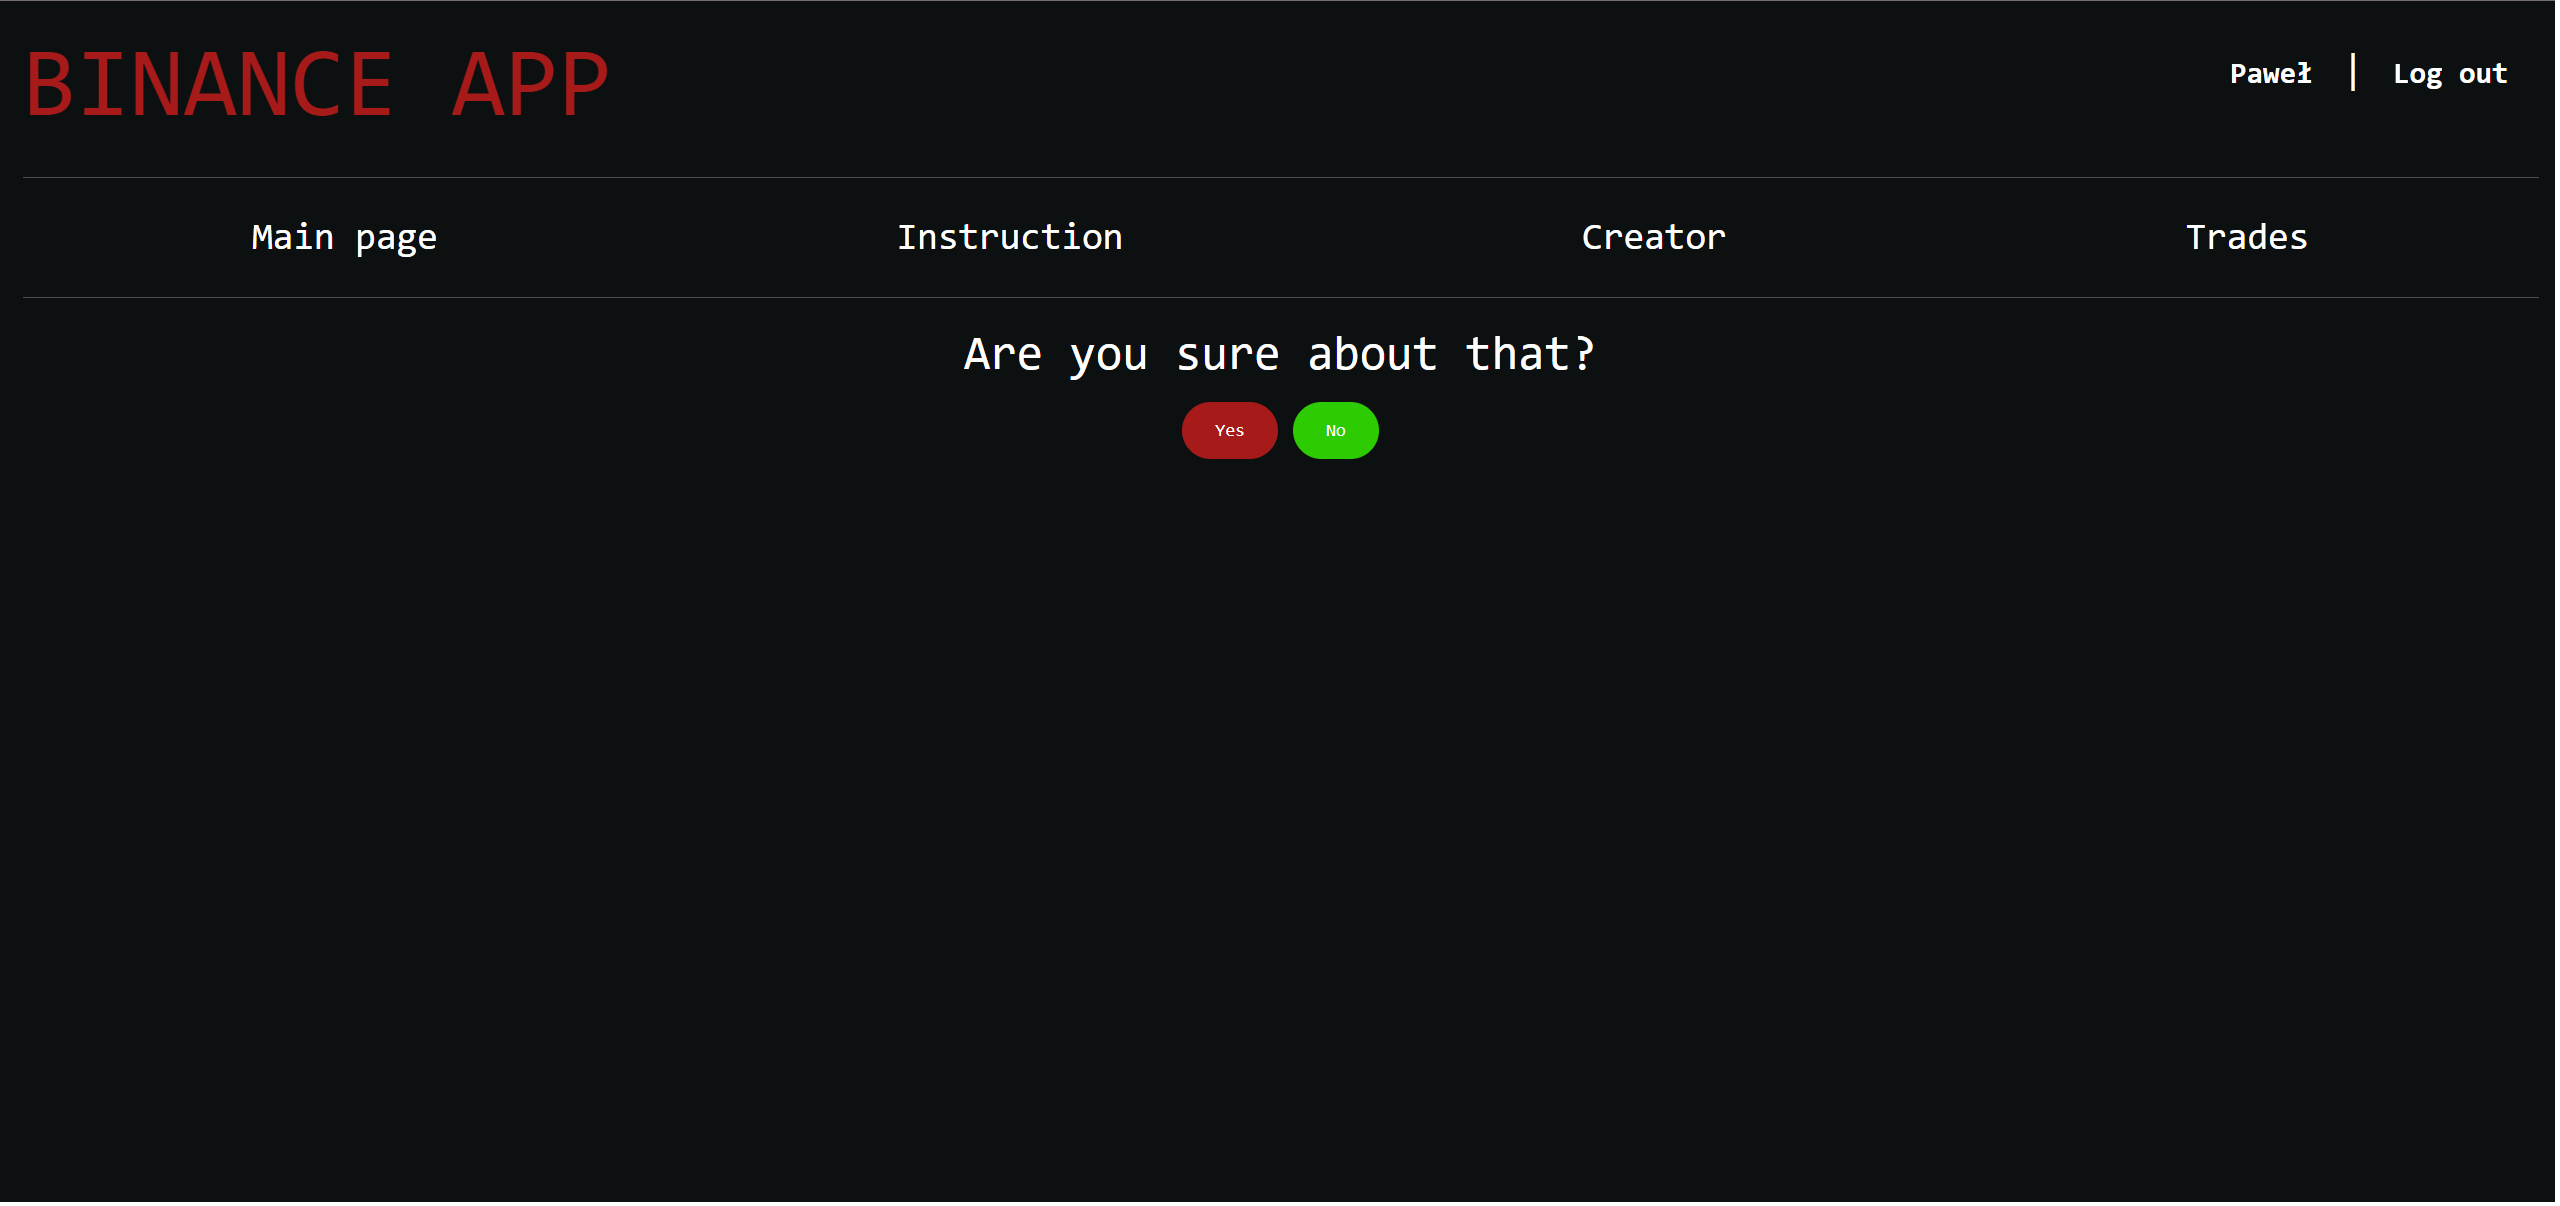 BINANCE APP
Paweł | Log out
Main page Instruction Creator Trades
Are you sure about that?
Yes No